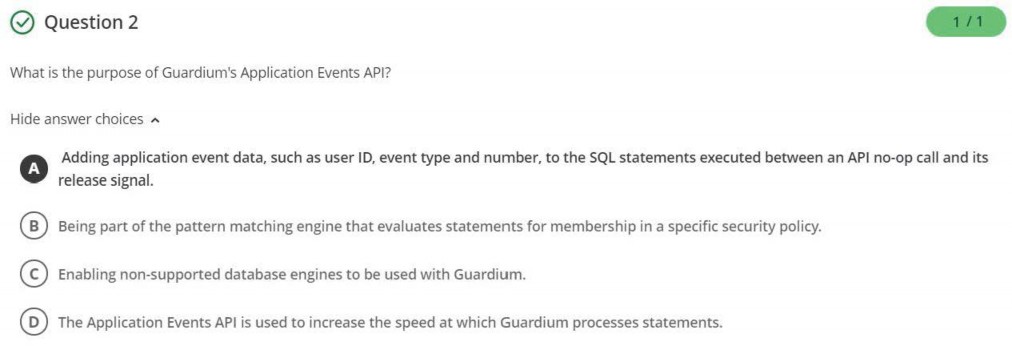 Question 2
1 / 1
What is the purpose of Guardium's Application Events API?
Hide answer choices
A
Adding application event data, such as user ID, event type and number, to the SQL statements executed between an API no-op call and its
release signal.
B
Being part of the pattern matching engine that evaluates statements for membership in a specific security policy.
C
Enabling non-supported database engines to be used with Guardium.
D
The Application Events API is used to increase the speed at which Guardium processes statements.